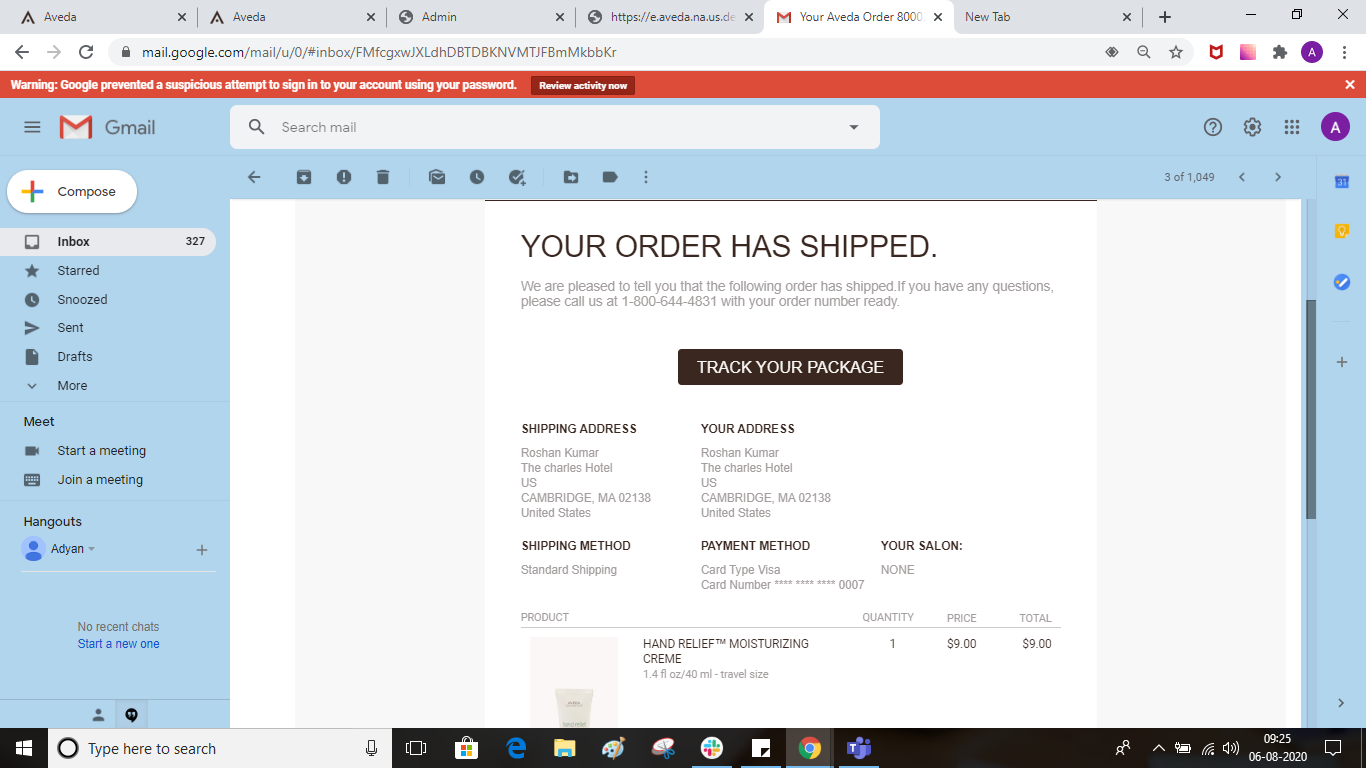 Aveda
Aveda
Admin
https://e.aveda.na.us.de
Your Aveda Order 8000
New Tab
mail.google.com/mail/u/0/#inbox/FMfcgxwJXLdhDBTDBKNVMTJFBmMkbbKr
A
Warning: Google prevented a suspicious attempt to sign in to your account using your password.
Review activity now
Gmail
Search mail
A
Compose
3 of 1,049
31
Inbox 327
Starred
Snoozed
Sent
Drafts
More
Meet
Start a meeting
Join a meeting
Hangouts
Adyan
No recent chats
Start a new one
YOUR ORDER HAS SHIPPED.
We are pleased to tell you that the following order has shipped.If you have any questions,
please call us at 1-800-644-4831 with your order number ready.
TRACK YOUR PACKAGE
SHIPPING ADDRESS
Roshan Kumar
The charles Hotel
US
CAMBRIDGE, MA 02138
United States
YOUR ADDRESS
Roshan Kumar
The charles Hotel
US
CAMBRIDGE, MA 02138
United States
SHIPPING METHOD
Standard Shipping
PAYMENT METHOD
Card Type Visa
Card Number **** **** **** 0007
YOUR SALON:
NONE
PRODUCT QUANTITY PRICE TOTAL
HAND RELIEF™ MOISTURIZING 1 $9.00 $9.00
CREME
1.4 fl oz/40 ml - travel size
AVEDA
hand relief
Type here to search
09:25
06-08-2020